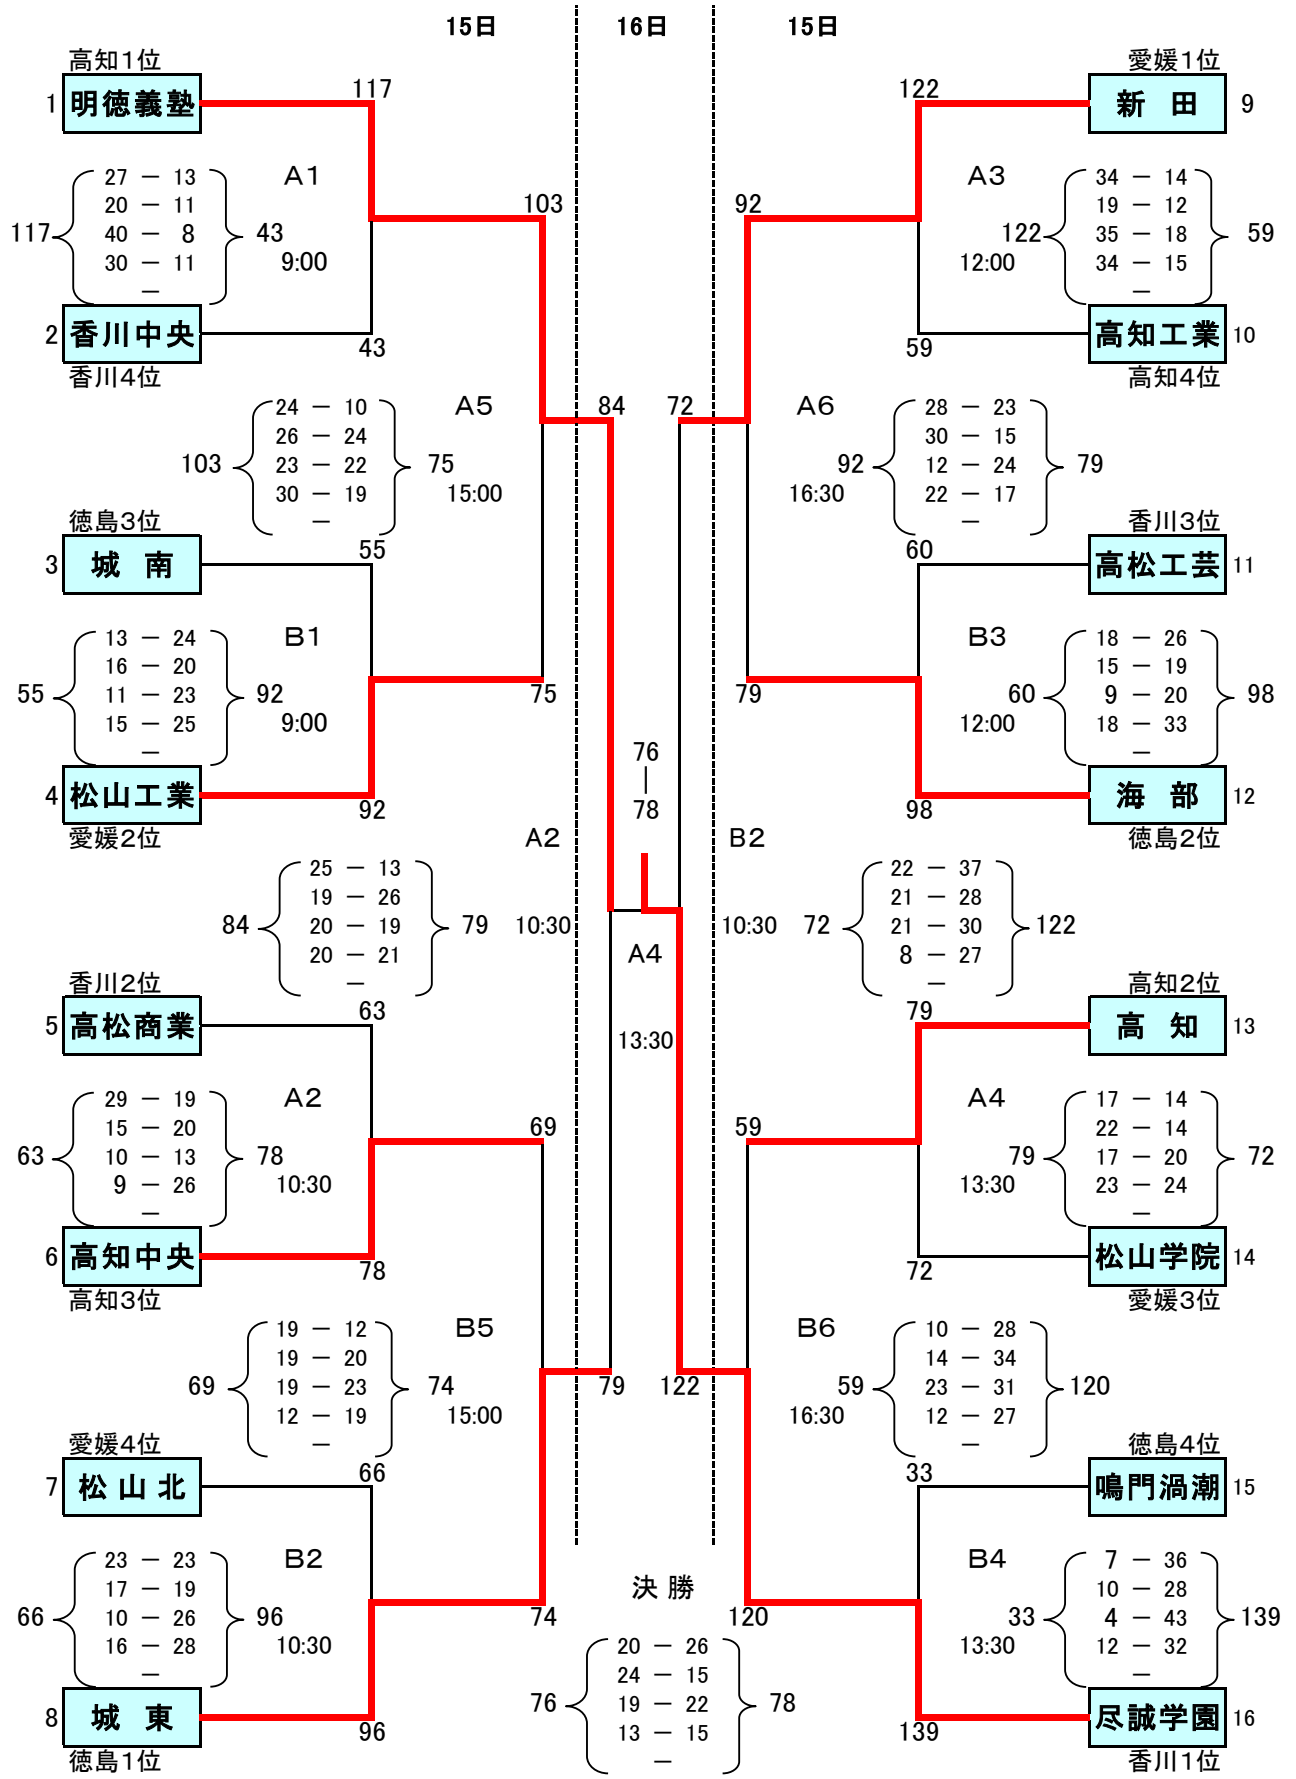 15日 16日 15日
高知1位
1 明徳義塾 117
27 － 13 A1
20 － 11
117 40 － 8 43
30 － 11 9:00
－
2 香川中央 43
香川4位
103
24 － 10 A5
26 － 24
103 23 － 22 75
30 － 19 15:00
－
徳島3位
3 城 南 55
13 － 24 B1
16 － 20
55 11 － 23 92
15 － 25 9:00
－
4 松山工業 92
愛媛2位
75
84
25 － 13 A2
19 － 26
84 20 － 19 79 10:30
20 － 21
－
香川2位
5 高松商業 63
29 － 19 A2
15 － 20
63 10 － 13 78
9 － 26 10:30
－
6 高知中央 78
高知3位
69
19 － 12 B5
19 － 20
69 19 － 23 74
12 － 19 15:00
－
79
愛媛4位
7 松山北 66
23 － 23 B2
17 － 19
66 10 － 26 96
16 － 28 10:30
－
8 城 東 96
徳島1位
74
76
｜
78
A4
13:30
決勝
20 － 26
24 － 15
76 19 － 22 78
13 － 15
－
愛媛1位
122 新 田 9
A3 34 － 14
19 － 12
122 35 － 18 59
12:00 34 － 15
－
59 高知工業 10
高知4位
92
72
A6 28 － 23
30 － 15
92 12 － 24 79
16:30 22 － 17
－
香川3位
60 高松工芸 11
B3 18 － 26
15 － 19
60 9 － 20 98
12:00 18 － 33
－
98 海 部 12
徳島2位
79
B2 22 － 37
21 － 28
10:30 72 21 － 30 122
8 － 27
－
高知2位
79 高 知 13
A4 17 － 14
22 － 14
79 17 － 20 72
13:30 23 － 24
－
72 松山学院 14
愛媛3位
59
122
B6 10 － 28
14 － 34
59 23 － 31 120
16:30 12 － 27
－
徳島4位
33 鳴門渦潮 15
B4 7 － 36
10 － 28
33 4 － 43 139
13:30 12 － 32
－
139 尽誠学園 16
香川1位
120